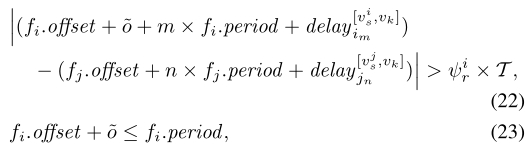 |(f_i.offset + õ + m × f_i.period + delay_{i_m}^{[v_s^i,v_k]})
− (f_j.offset + n × f_j.period + delay_{j_n}^{[v_s^j,v_k]})| > ψ_r^i × 𝒯,
(22)
f_i.offset + õ ≤ f_i.period, (23)